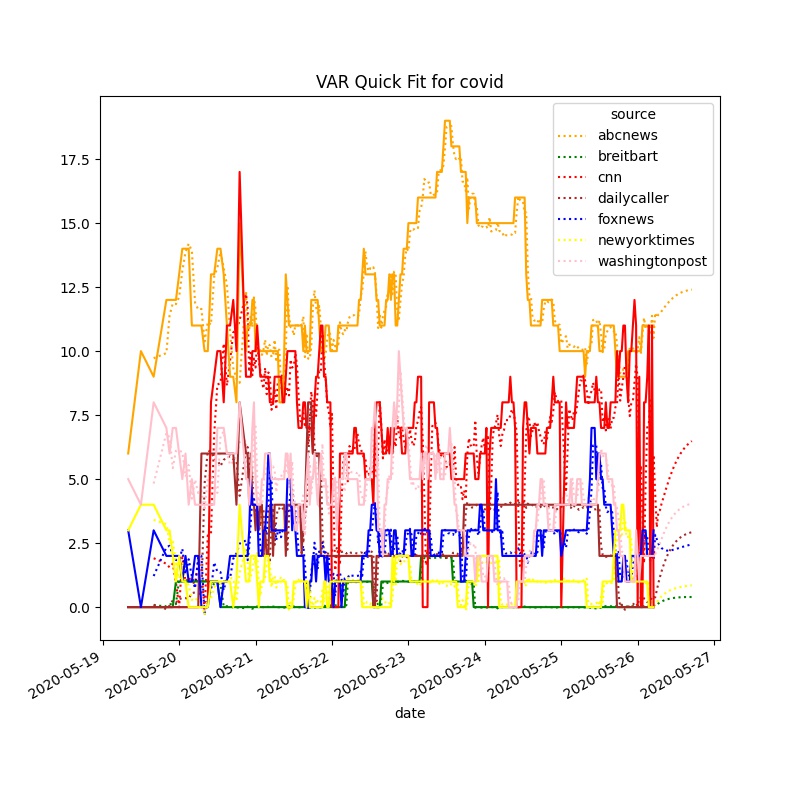 VAR Quick Fit for covid
source
abcnews
breitbart
cnn
dailycaller
foxnews
newyorktimes
washingtonpost
17.5
15.0
12.5
10.0
7.5
5.0
2.5
0.0
2020-05-19
2020-05-20
2020-05-21
2020-05-22
2020-05-23
2020-05-24
2020-05-25
2020-05-26
2020-05-27
date